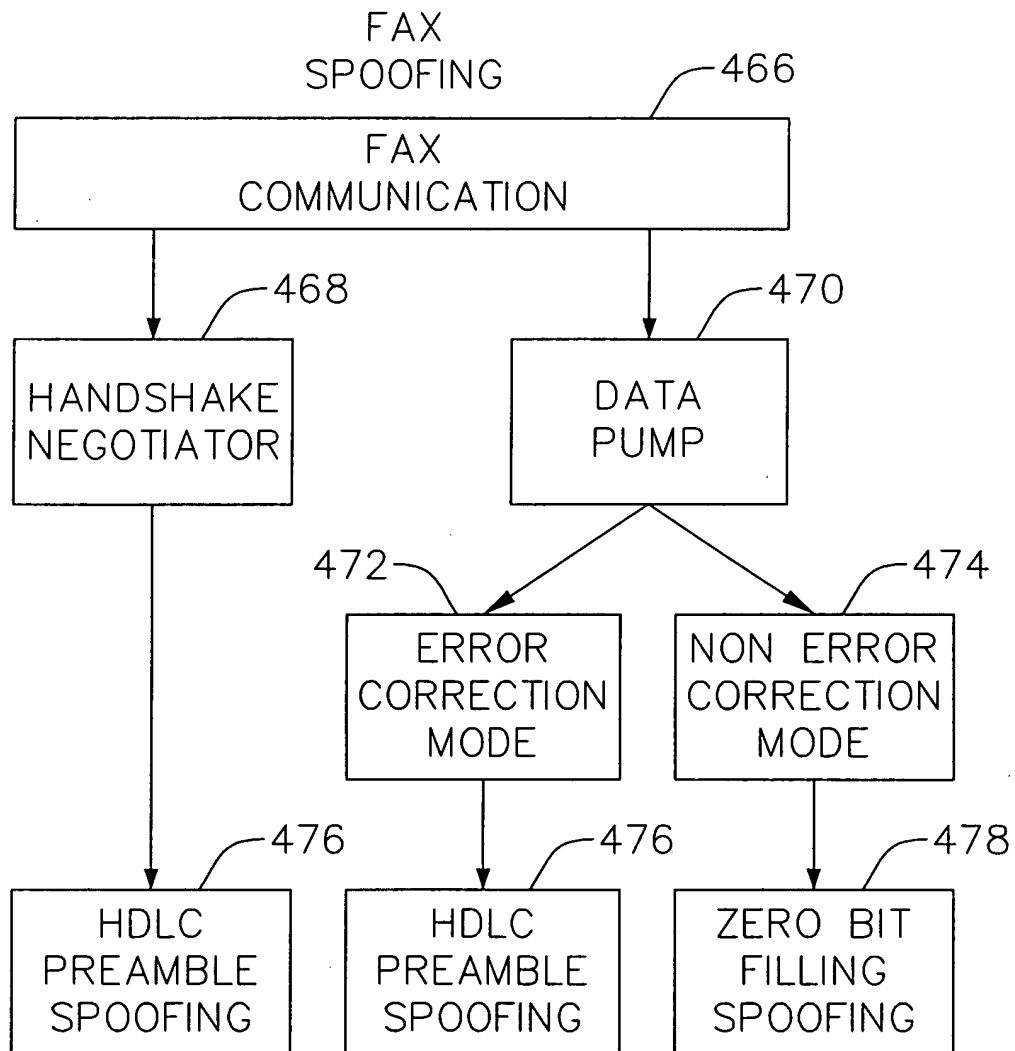 FAX
SPOOFING
466
FAX
COMMUNICATION
468
470
HANDSHAKE
NEGOTIATOR
DATA
PUMP
472
474
ERROR
CORRECTION
MODE
NON ERROR
CORRECTION
MODE
476
476
478
HDLC
PREAMBLE
SPOOFING
HDLC
PREAMBLE
SPOOFING
ZERO BIT
FILLING
SPOOFING